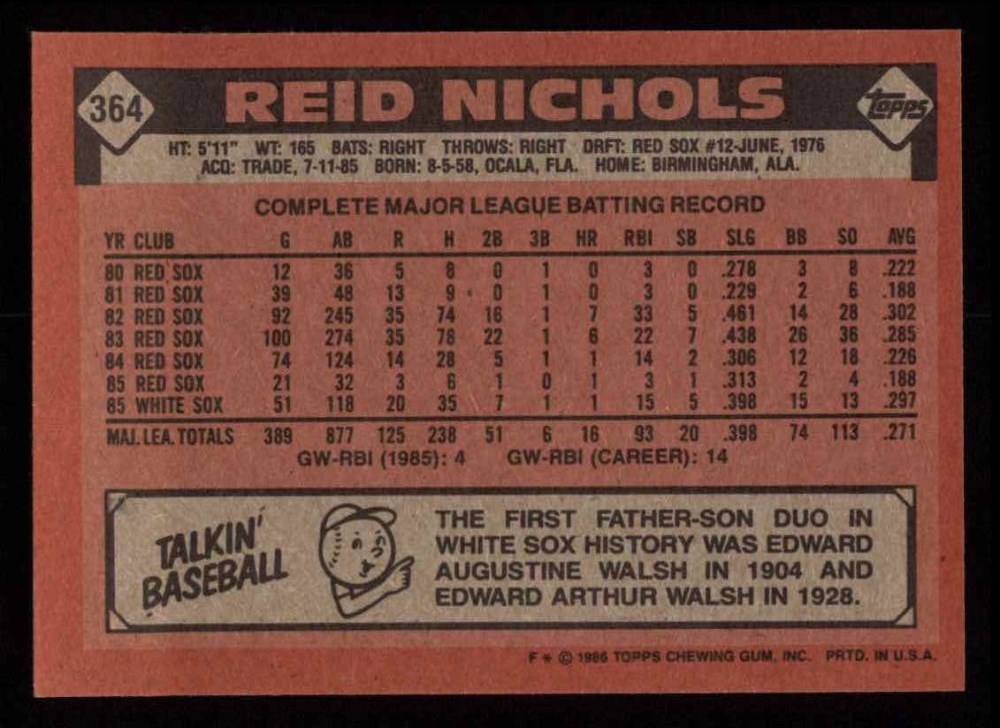 364 REID NICHOLS Topps
HT: 5'11" WT: 165 BATS: RIGHT THROWS: RIGHT DRFT: RED SOX #12-JUNE, 1976
ACQ: TRADE, 7-11-85 BORN: 8-5-58, OCALA, FLA. HOME: BIRMINGHAM, ALA.
COMPLETE MAJOR LEAGUE BATTING RECORD
YR CLUB G AB R H 2B 3B HR RBI SB SLG BB SO AVG
80 RED SOX 12 36 5 8 0 1 0 3 0 .278 3 8 .222
81 RED SOX 39 48 13 9 0 1 0 3 0 .229 2 6 .188
82 RED SOX 92 245 35 74 16 1 7 33 5 .461 14 28 .302
83 RED SOX 100 274 35 78 22 1 6 22 7 .438 26 36 .285
84 RED SOX 74 124 14 28 5 1 1 14 2 .306 12 18 .226
85 RED SOX 21 32 3 6 1 0 1 3 1 .313 2 4 .188
85 WHITE SOX 51 118 20 35 7 1 1 15 5 .398 15 13 .297
MAJ. LEA. TOTALS 389 877 125 238 51 6 16 93 20 .398 74 113 .271
GW-RBI (1985): 4 GW-RBI (CAREER): 14
TALKIN'
BASEBALL
THE FIRST FATHER-SON DUO IN
WHITE SOX HISTORY WAS EDWARD
AUGUSTINE WALSH IN 1904 AND
EDWARD ARTHUR WALSH IN 1928.
F * © 1986 TOPPS CHEWING GUM, INC. PRTD. IN U.S.A.